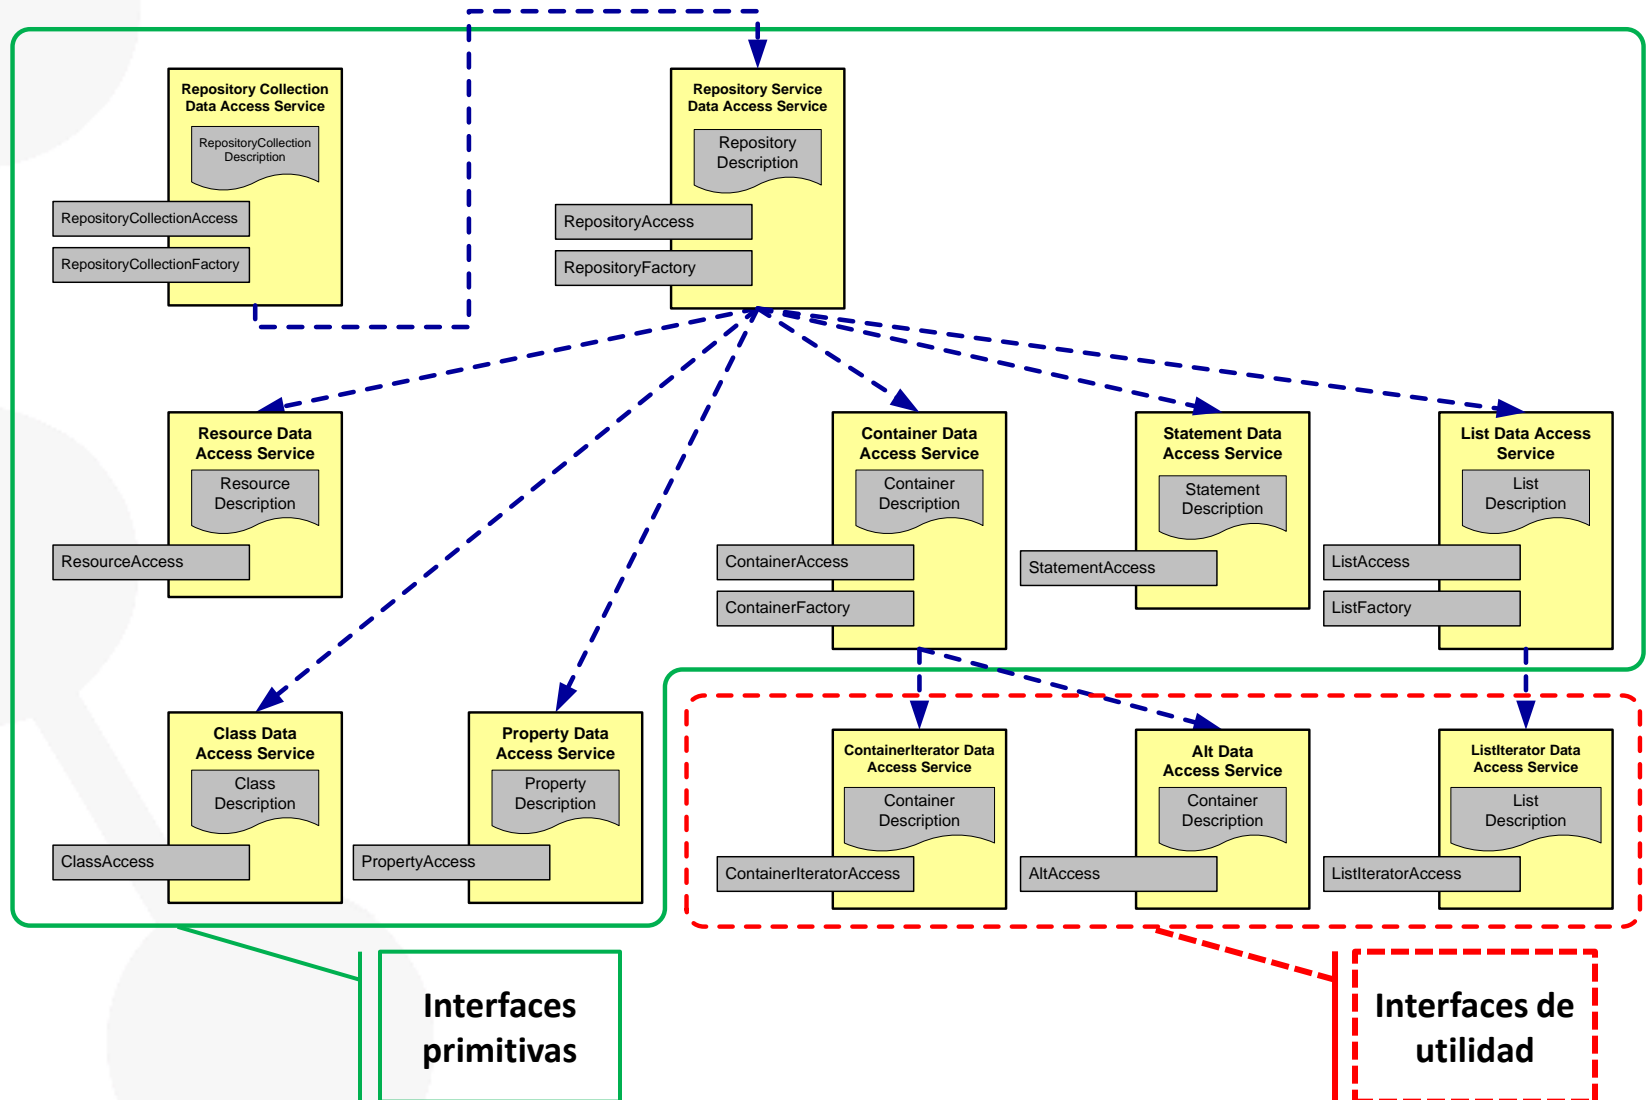 Repository Collection
Data Access Service
RepositoryCollection
Description
RepositoryCollectionAccess
RepositoryCollectionFactory
Repository Service
Data Access Service
Repository
Description
RepositoryAccess
RepositoryFactory
Resource Data
Access Service
Resource
Description
ResourceAccess
Container Data
Access Service
Container
Description
ContainerAccess
ContainerFactory
Statement Data
Access Service
Statement
Description
StatementAccess
List Data Access
Service
List
Description
ListAccess
ListFactory
Class Data
Access Service
Class
Description
ClassAccess
Property Data
Access Service
Property
Description
PropertyAccess
ContainerIterator Data
Access Service
Container
Description
ContainerIteratorAccess
Alt Data
Access Service
Container
Description
AltAccess
ListIterator Data
Access Service
List
Description
ListIteratorAccess
Interfaces
primitivas
Interfaces de
utilidad